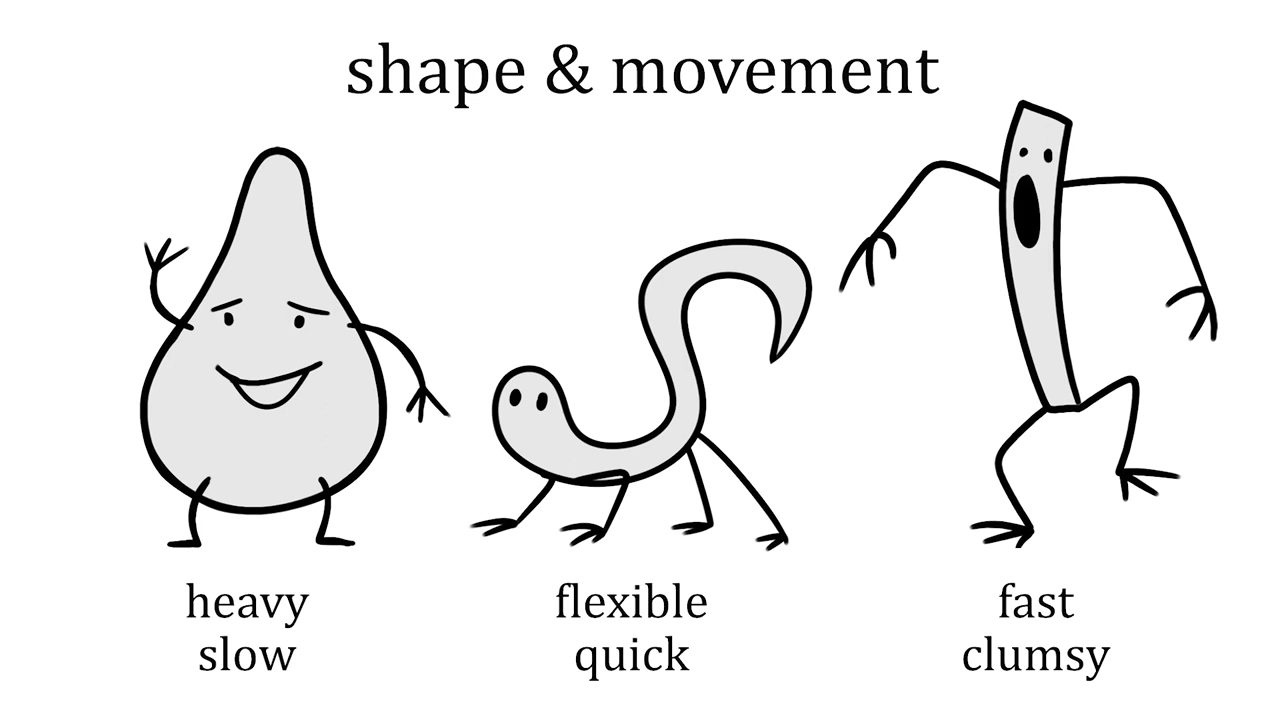 shape & movement
heavy
slow
flexible
quick
fast
clumsy